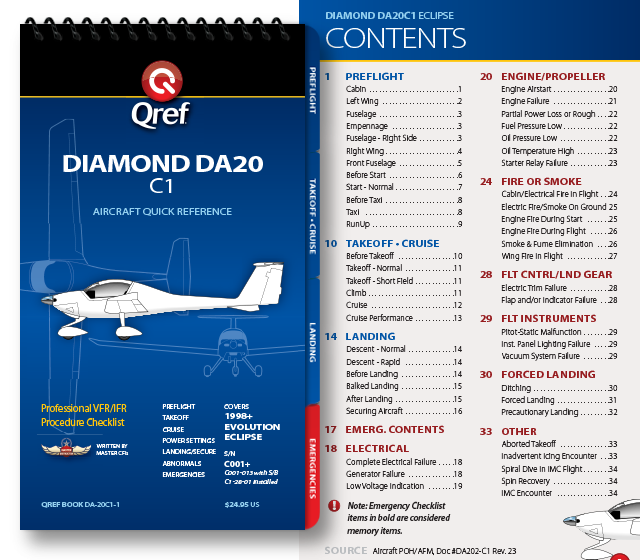 Qref
DIAMOND DA20
C1
AIRCRAFT QUICK REFERENCE
Professional VFR/IFR
Procedure Checklist
WRITTEN BY
MASTER CFIs
PREFLIGHT
TAKEOFF
CRUISE
POWER SETTINGS
LANDING/SECURE
ABNORMALS
EMERGENCIES
COVERS
1998+
EVOLUTION
ECLIPSE
S/N
C001+
C001-C013 with S/B
C1-28-01 Installed
QREF BOOK DA20-C1-1
$24.95 US
PREFLIGHT
TAKEOFF • CRUISE
LANDING
EMERGENCIES
DIAMOND DA20C1 ECLIPSE
CONTENTS
1 PREFLIGHT
Cabin ........................1
Left Wing ....................2
Fuselage .....................3
Empennage ..................3
Fuselage - Right Side .........3
Right Wing ...................4
Front Fuselage ...............5
Before Start ..................6
Start - Normal ................7
Before Taxi ...................8
Taxi .........................8
RunUp .......................9
10 TAKEOFF • CRUISE
Before Takeoff ...............10
Takeoff - Normal .............11
Takeoff - Short Field ..........11
Climb .......................11
Cruise ......................12
Cruise Performance ..........13
14 LANDING
Descent - Normal ............14
Descent - Rapid ..............14
Before Landing ..............14
Balked Landing ..............15
After Landing ................15
Securing Aircraft .............16
17 EMERG. CONTENTS
18 ELECTRICAL
Complete Electrical Failure ....18
Generator Failure ............18
Low Voltage Indication .......19
! Note: Emergency Checklist
items in bold are considered
memory items.
20 ENGINE/PROPELLER
Engine Airstart ...............20
Engine Failure ...............21
Partial Power Loss or Rough ...22
Fuel Pressure Low ............22
Oil Pressure Low .............22
Oil Temperature High .........23
Starter Relay Failure ..........23
24 FIRE OR SMOKE
Cabin/Electrical Fire in Flight ..24
Electric Fire/Smoke On Ground 25
Engine Fire During Start ......25
Engine Fire During Flight .....26
Smoke & Fume Elimination ...26
Wing Fire in Flight ............27
28 FLT CNTRL/LND GEAR
Electric Trim Failure ..........28
Flap and/or Indicator Failure ..28
29 FLT INSTRUMENTS
Pitot-Static Malfunction .......29
Inst. Panel Lighting Failure ....29
Vacuum System Failure .......29
30 FORCED LANDING
Ditching ....................30
Forced Landing ..............31
Precautionary Landing ........32
33 OTHER
Aborted Takeoff .............33
Inadvertent Icing Encounter ..33
Spiral Dive in IMC Flight .......34
Spin Recovery ...............34
IMC Encounter ...............34
SOURCE Aircraft POH/AFM, Doc #DA202-C1 Rev. 23